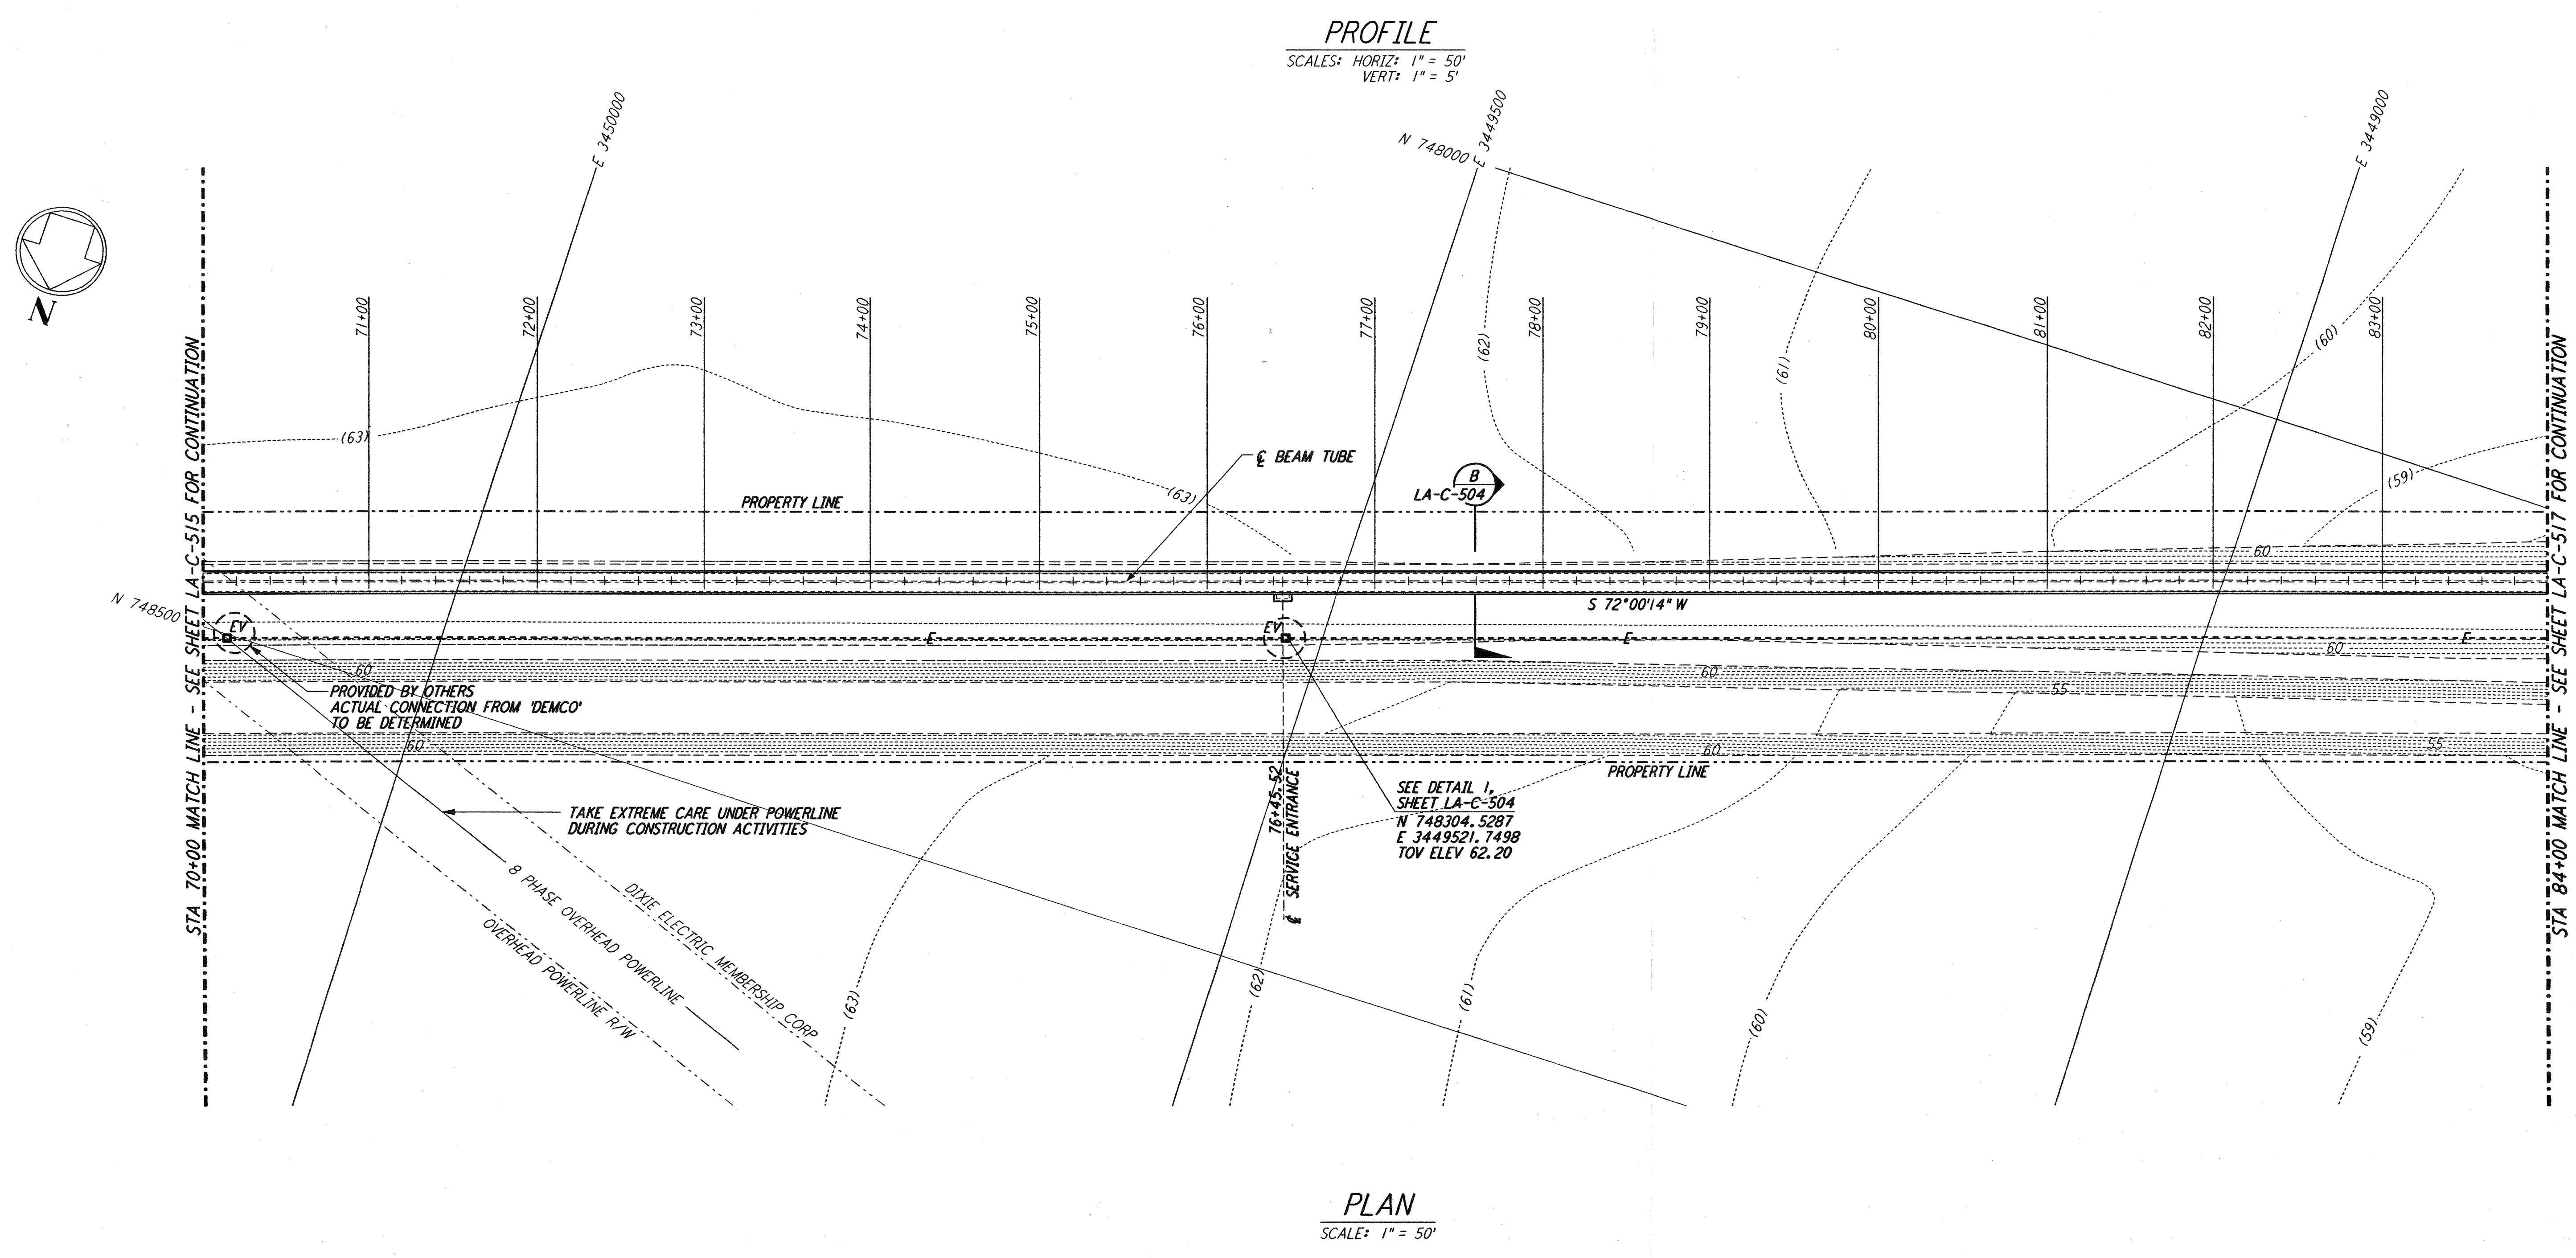 PROFILE
SCALES: HORIZ: 1" = 50'
VERT: 1" = 5'
E 3450000
E 3449500
N 748000
E 3449000
N
71+00
72+00
73+00
74+00
75+00
76+00
77+00
78+00
79+00
80+00
81+00
82+00
83+00
(62)
(61)
(60)
(63)
(63)
(59)
℄ BEAM TUBE
B
LA-C-504
PROPERTY LINE
60
S 72°00'14" W
N 748500
EV
EV
E
E
E
60
60
60
55
60
60
55
PROVIDED BY OTHERS
ACTUAL CONNECTION FROM 'DEMCO'
TO BE DETERMINED
PROPERTY LINE
TAKE EXTREME CARE UNDER POWERLINE
DURING CONSTRUCTION ACTIVITIES
76+45.52
℄ SERVICE ENTRANCE
SEE DETAIL 1,
SHEET LA-C-504
N 748304.5287
E 3449521.7498
TOV ELEV 62.20
8 PHASE OVERHEAD POWERLINE
DIXIE ELECTRIC MEMBERSHIP CORP
OVERHEAD POWERLINE R/W
(63)
(62)
(61)
(60)
(59)
STA 70+00 MATCH LINE - SEE SHEET LA-C-515 FOR CONTINUATION
STA 84+00 MATCH LINE - SEE SHEET LA-C-517 FOR CONTINUATION
PLAN
SCALE: 1" = 50'